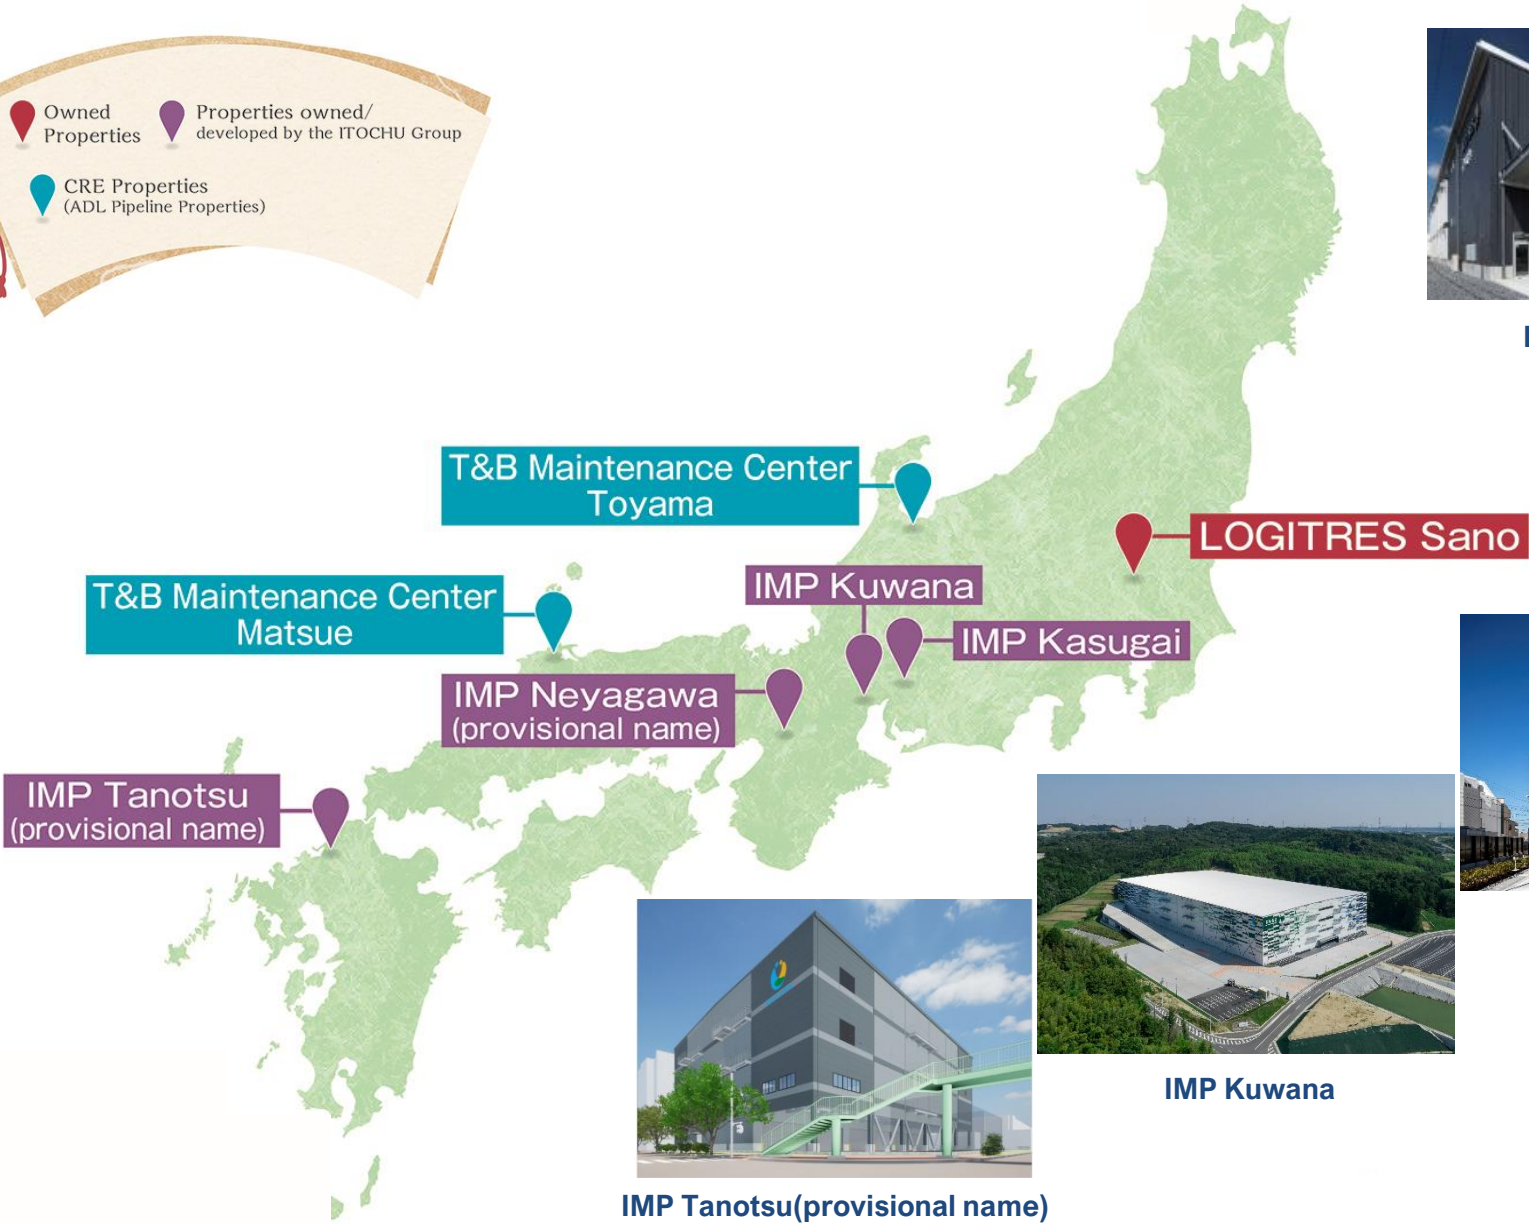 Owned
Properties
Properties owned/
developed by the ITOCHU Group
CRE Properties
(ADL Pipeline Properties)
T&B Maintenance Center
Toyama
LOGITRES Sano
T&B Maintenance Center
Matsue
IMP Kuwana
IMP Kasugai
IMP Neyagawa
(provisional name)
IMP Tanotsu
(provisional name)
IMP Kuwana
IMP Tanotsu(provisional name)